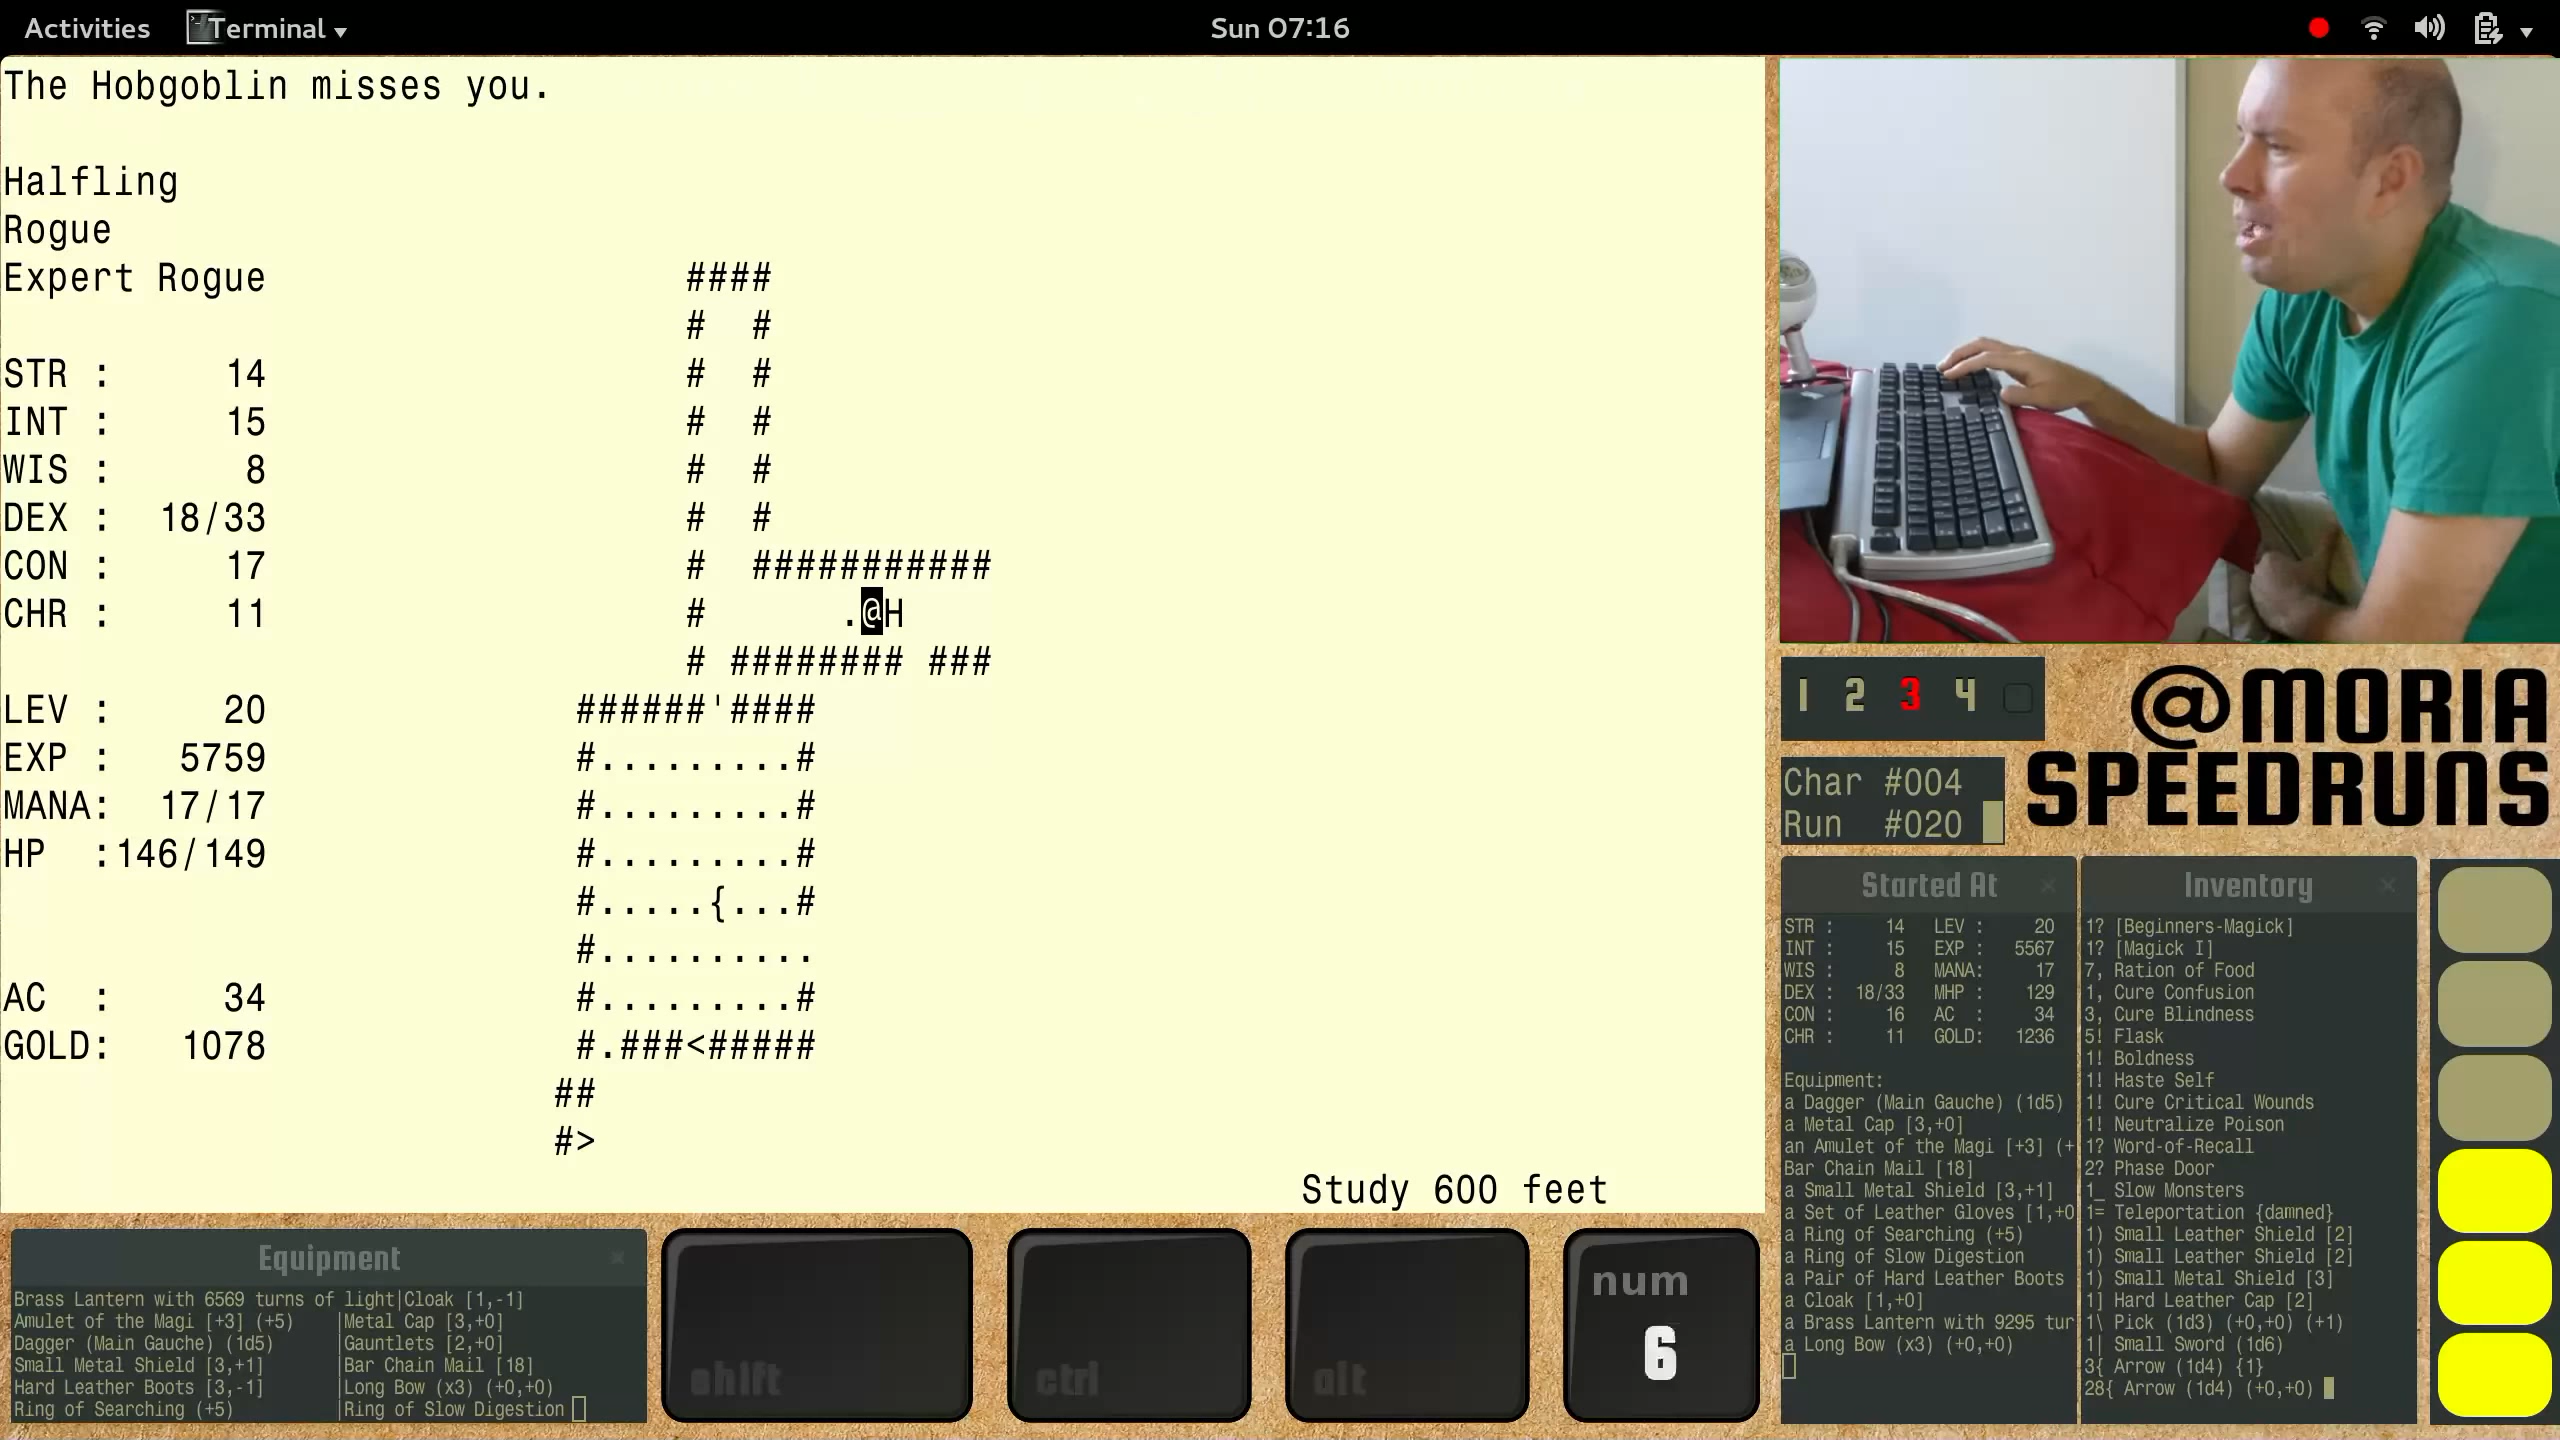 Activities Terminal Sun 07:16
The Hobgoblin misses you.
Halfling
Rogue
Expert Rogue
STR : 14
INT : 15
WIS : 8
DEX : 18/33
CON : 17
CHR : 11
LEV : 20
EXP : 5759
MANA: 17/17
HP :146/149
AC : 34
GOLD: 1078
####
# #
# #
# #
# #
# #
# ###########
# .@H
# ######## ###
######'####
#.........#
#.........#
#.........#
#.....{...#
#..........
#.........#
#.###<#####
##
#>
Study 600 feet
1 2 3 4
@MORIA
SPEEDRUNS
Char #004
Run #020
Started At
STR : 14 LEV : 20
INT : 15 EXP : 5567
WIS : 8 MANA: 17
DEX : 18/33 MHP : 129
CON : 16 AC : 34
CHR : 11 GOLD: 1236
Equipment:
a Dagger (Main Gauche) (1d5)
a Metal Cap [3,+0]
an Amulet of the Magi [+3] (+
Bar Chain Mail [18]
a Small Metal Shield [3,+1]
a Set of Leather Gloves [1,+0
a Ring of Searching (+5)
a Ring of Slow Digestion
a Pair of Hard Leather Boots
a Cloak [1,+0]
a Brass Lantern with 9295 tur
a Long Bow (x3) (+0,+0)
Inventory
1? [Beginners-Magick]
1? [Magick I]
7, Ration of Food
1, Cure Confusion
3, Cure Blindness
5! Flask
1! Boldness
1! Haste Self
1! Cure Critical Wounds
1! Neutralize Poison
1? Word-of-Recall
2? Phase Door
1_ Slow Monsters
1= Teleportation {damned}
1) Small Leather Shield [2]
1) Small Leather Shield [2]
1) Small Metal Shield [3]
1] Hard Leather Cap [2]
1\ Pick (1d3) (+0,+0) (+1)
1| Small Sword (1d6)
3{ Arrow (1d4) {1}
28{ Arrow (1d4) (+0,+0)
Equipment
Brass Lantern with 6569 turns of light|Cloak [1,-1]
Amulet of the Magi [+3] (+5) |Metal Cap [3,+0]
Dagger (Main Gauche) (1d5) |Gauntlets [2,+0]
Small Metal Shield [3,+1] |Bar Chain Mail [18]
Hard Leather Boots [3,-1] |Long Bow (x3) (+0,+0)
Ring of Searching (+5) |Ring of Slow Digestion
shift
ctrl
alt
num
6